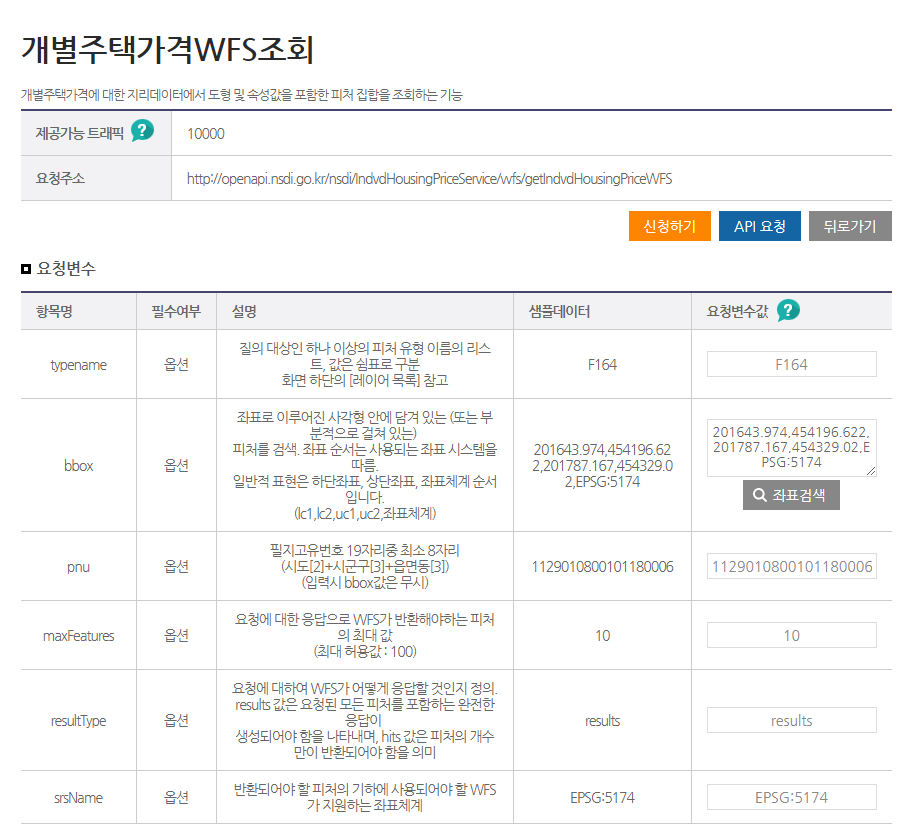 개별주택가격WFS조회
개별주택가격에 대한 지리데이터에서 도형 및 속성값을 포함한 피처 집합을 조회하는 기능
제공가능 트래픽 ?
10000
요청주소
http://openapi.nsdi.go.kr/nsdi/IndvdHousingPriceService/wfs/getIndvdHousingPriceWFS
신청하기
API 요청
뒤로가기
요청변수
항목명
필수여부
설명
샘플데이터
요청변수값 ?
typename
옵션
질의 대상인 하나 이상의 피처 유형 이름의 리스
트, 값은 쉼표로 구분
화면 하단의 [레이어 목록] 참고
F164
F164
bbox
옵션
좌표로 이루어진 사각형 안에 담겨 있는 (또는 부
분적으로 걸쳐 있는)
피처를 검색. 좌표 순서는 사용되는 좌표 시스템을
따름.
일반적 표현은 하단좌표, 상단좌표, 좌표체계 순서
입니다.
(lc1,lc2,uc1,uc2,좌표체계)
201643.974,454196.62
2,201787.167,454329.0
2,EPSG:5174
201643.974,454196.622,
201787.167,454329.02,E
PSG:5174
좌표검색
pnu
옵션
필지고유번호 19자리중 최소 8자리
(시도[2]+시군구[3]+읍면동[3])
(입력시 bbox값은 무시)
1129010800101180006
1129010800101180006
maxFeatures
옵션
요청에 대한 응답으로 WFS가 반환해야하는 피처
의 최대 값
(최대 허용값 : 100)
10
10
resultType
옵션
요청에 대하여 WFS가 어떻게 응답할 것인지 정의.
results 값은 요청된 모든 피처를 포함하는 완전한
응답이
생성되어야 함을 나타내며, hits 값은 피처의 개수
만이 반환되어야 함을 의미
results
results
srsName
옵션
반환되어야 할 피처의 기하에 사용되어야 할 WFS
가 지원하는 좌표체계
EPSG:5174
EPSG:5174